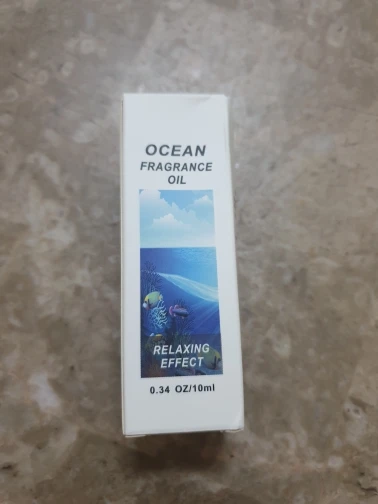 OCEAN
FRAGRANCE
OIL
RELAXING
EFFECT
0.34 OZ/10ml